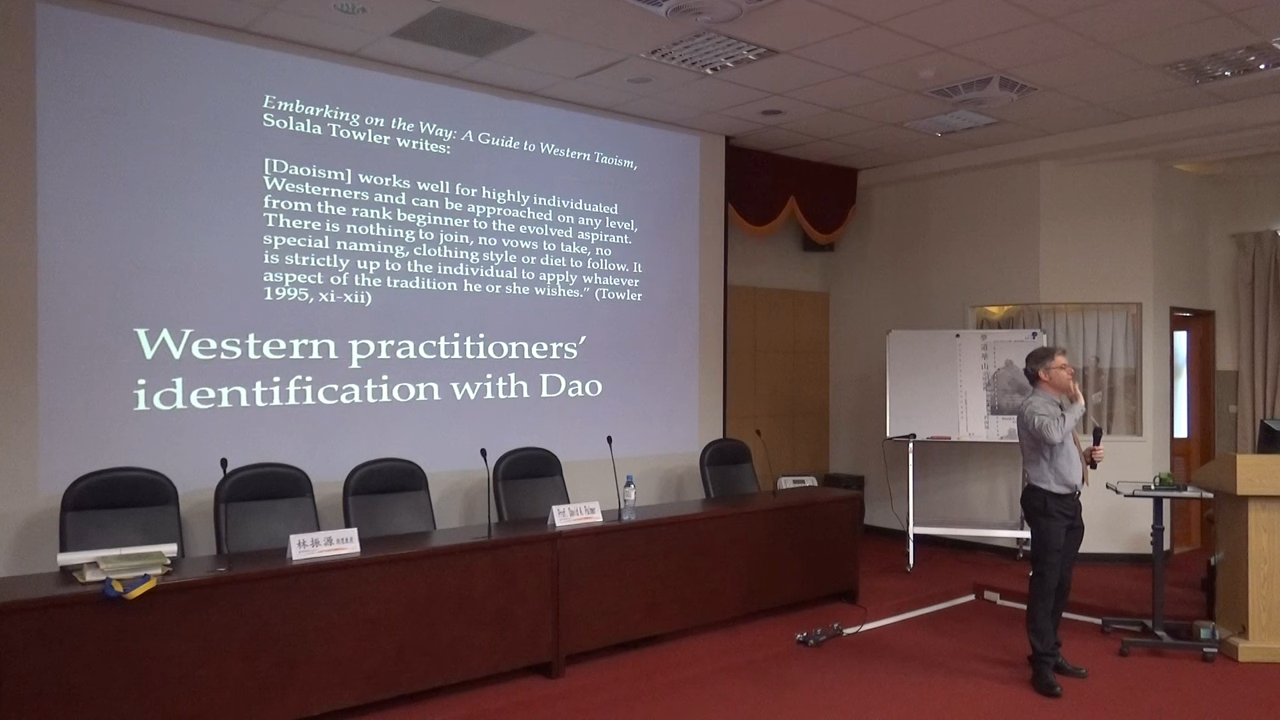 Embarking on the Way: A Guide to Western Taoism,
Solala Towler writes:
[Daoism] works well for highly individuated
Westerners and can be approached on any level,
from the rank beginner to the evolved aspirant.
There is nothing to join, no vows to take, no
special naming, clothing style or diet to follow. It
is strictly up to the individual to apply whatever
aspect of the tradition he or she wishes.” (Towler
1995, xi-xii)
Western practitioners’
identification with Dao
林振源
Prof. David A. Palmer